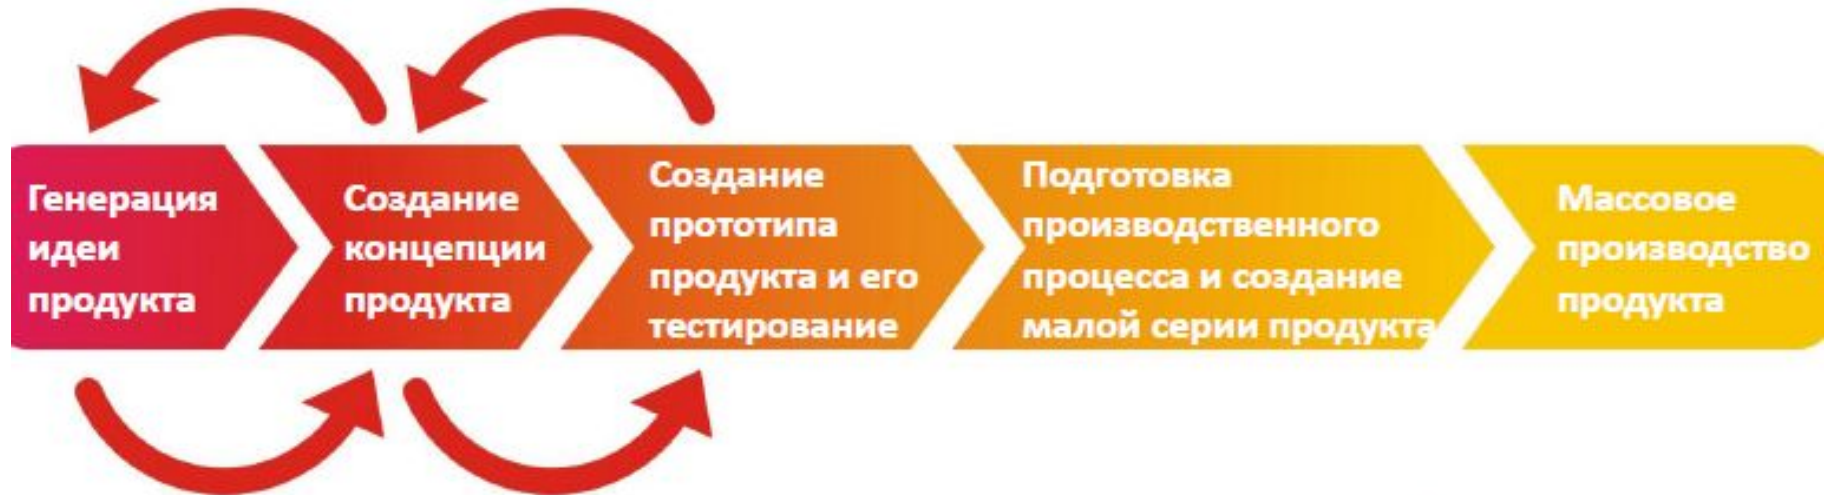 Генерация
идеи
продукта
Создание
концепции
продукта
Создание
прототипа
продукта и его
тестирование
Подготовка
производственного
процесса и создание
малой серии продукта
Массовое
производство
продукта